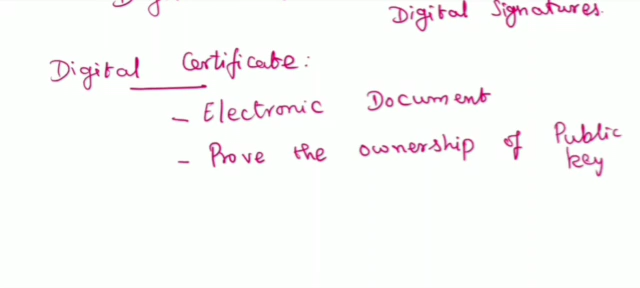 Digital Signatures.
Digital Certificate:
- Electronic Document
- Prove the ownership of Public
key